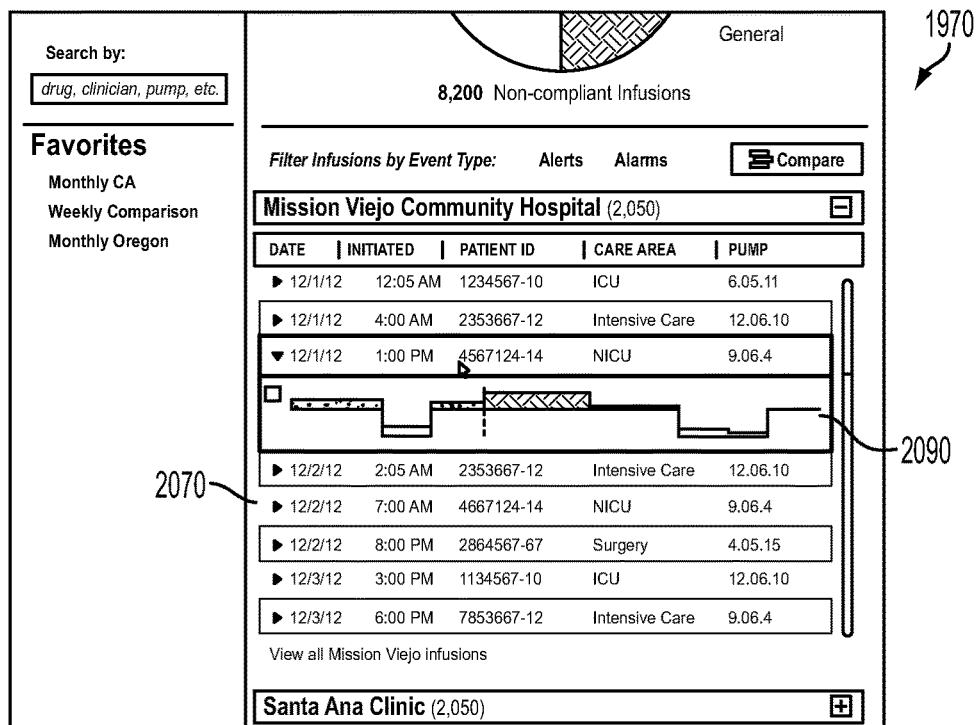 1970
General
Search by:
drug, clinician, pump, etc.
8,200 Non-compliant Infusions
Favorites
Monthly CA
Weekly Comparison
Monthly Oregon
Filter Infusions by Event Type: Alerts Alarms Compare
Mission Viejo Community Hospital (2,050)
DATE INITIATED PATIENT ID CARE AREA PUMP
12/1/12 12:05 AM 1234567-10 ICU 6.05.11
12/1/12 4:00 AM 2353667-12 Intensive Care 12.06.10
12/1/12 1:00 PM 4567124-14 NICU 9.06.4
2090
12/2/12 2:05 AM 2353667-12 Intensive Care 12.06.10
2070
12/2/12 7:00 AM 4667124-14 NICU 9.06.4
12/2/12 8:00 PM 2864567-67 Surgery 4.05.15
12/3/12 3:00 PM 1134567-10 ICU 12.06.10
12/3/12 6:00 PM 7853667-12 Intensive Care 9.06.4
View all Mission Viejo infusions
Santa Ana Clinic (2,050)